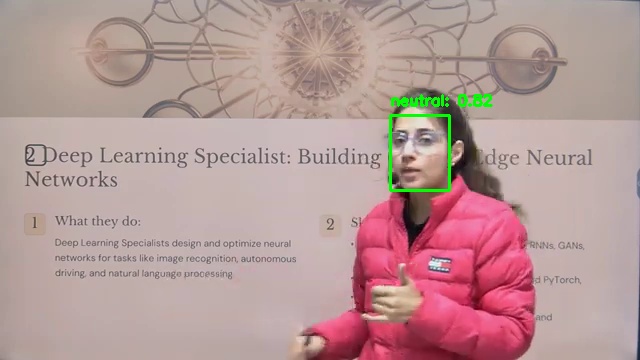 neutral: 0.82
2 Deep Learning Specialist: Building Edge Neural
Networks
1 What they do:
Deep Learning Specialists design and optimize neural
networks for tasks like image recognition, autonomous
driving, and natural language processing.
2
RNNs, GANs,
PyTorch,
and
TOMMY